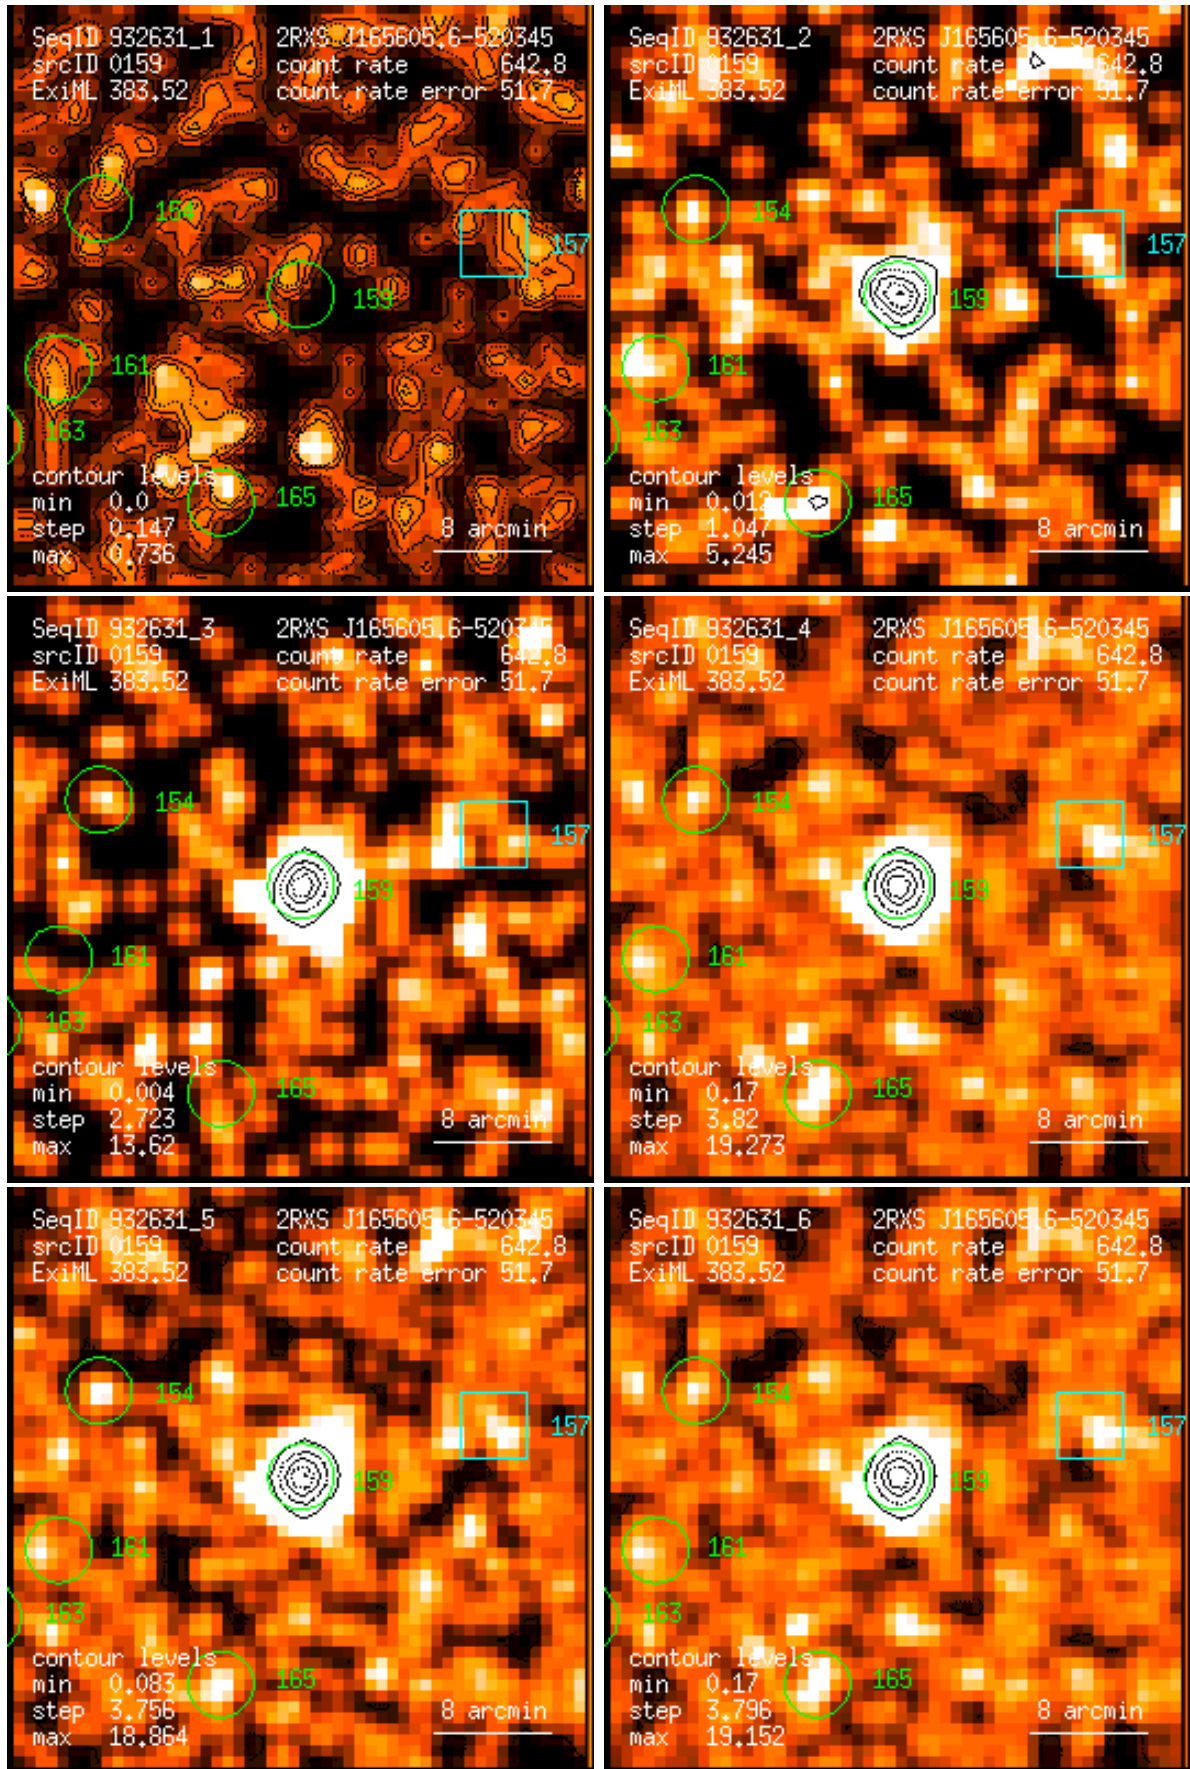 SeqID 932631_1 2RXS J165605.6-520345
srcID 0159 count rate 642.8
ExiML 383.52 count rate error 51.7
154
157
159
161
163
contour levels
165
min 0.0
step 0.147 8 arcmin
max 0.736
SeqID 932631_2 2RXS J165605.6-520345
srcID 0159 count rate 642.8
ExiML 383.52 count rate error 51.7
154
157
159
161
163
contour levels
165
min 0.012
step 1.047 8 arcmin
max 5.245
SeqID 932631_3 2RXS J165605.6-520345
srcID 0159 count rate 642.8
ExiML 383.52 count rate error 51.7
154
157
159
161
163
contour levels
165
min 0.004
step 2.723 8 arcmin
max 13.62
SeqID 932631_4 2RXS J165605.6-520345
srcID 0159 count rate 642.8
ExiML 383.52 count rate error 51.7
154
157
159
161
163
contour levels
165
min 0.17
step 3.82 8 arcmin
max 19.273
SeqID 932631_5 2RXS J165605.6-520345
srcID 0159 count rate 642.8
ExiML 383.52 count rate error 51.7
154
157
159
161
163
contour levels
165
min 0.083
step 3.756 8 arcmin
max 18.864
SeqID 932631_6 2RXS J165605.6-520345
srcID 0159 count rate 642.8
ExiML 383.52 count rate error 51.7
154
157
159
161
163
contour levels
165
min 0.17
step 3.796 8 arcmin
max 19.152